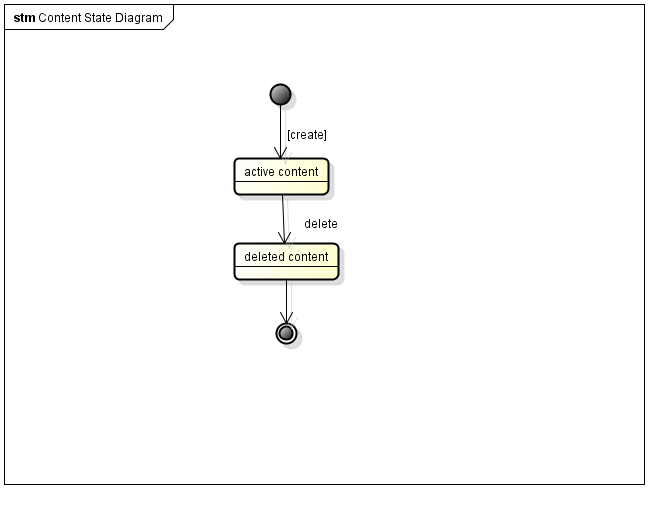 stm Content State Diagram
[create]
active content
delete
deleted content